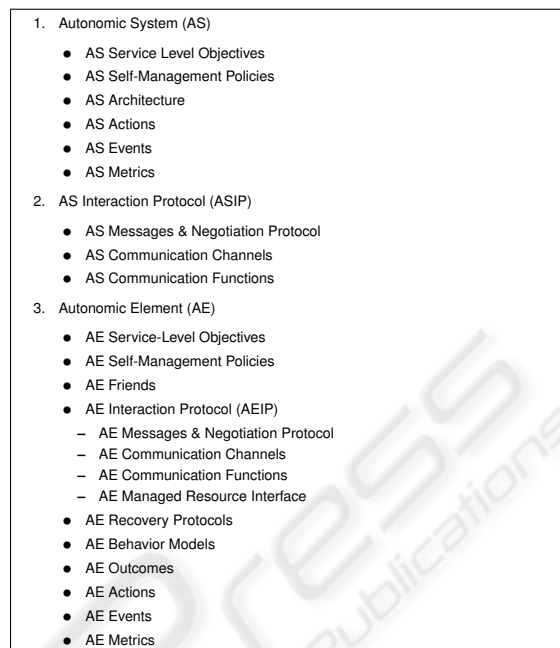 1. Autonomic System (AS)
● AS Service Level Objectives
● AS Self-Management Policies
● AS Architecture
● AS Actions
● AS Events
● AS Metrics
2. AS Interaction Protocol (ASIP)
● AS Messages & Negotiation Protocol
● AS Communication Channels
● AS Communication Functions
3. Autonomic Element (AE)
● AE Service-Level Objectives
● AE Self-Management Policies
● AE Friends
● AE Interaction Protocol (AEIP)
– AE Messages & Negotiation Protocol
– AE Communication Channels
– AE Communication Functions
– AE Managed Resource Interface
● AE Recovery Protocols
● AE Behavior Models
● AE Outcomes
● AE Actions
● AE Events
● AE Metrics